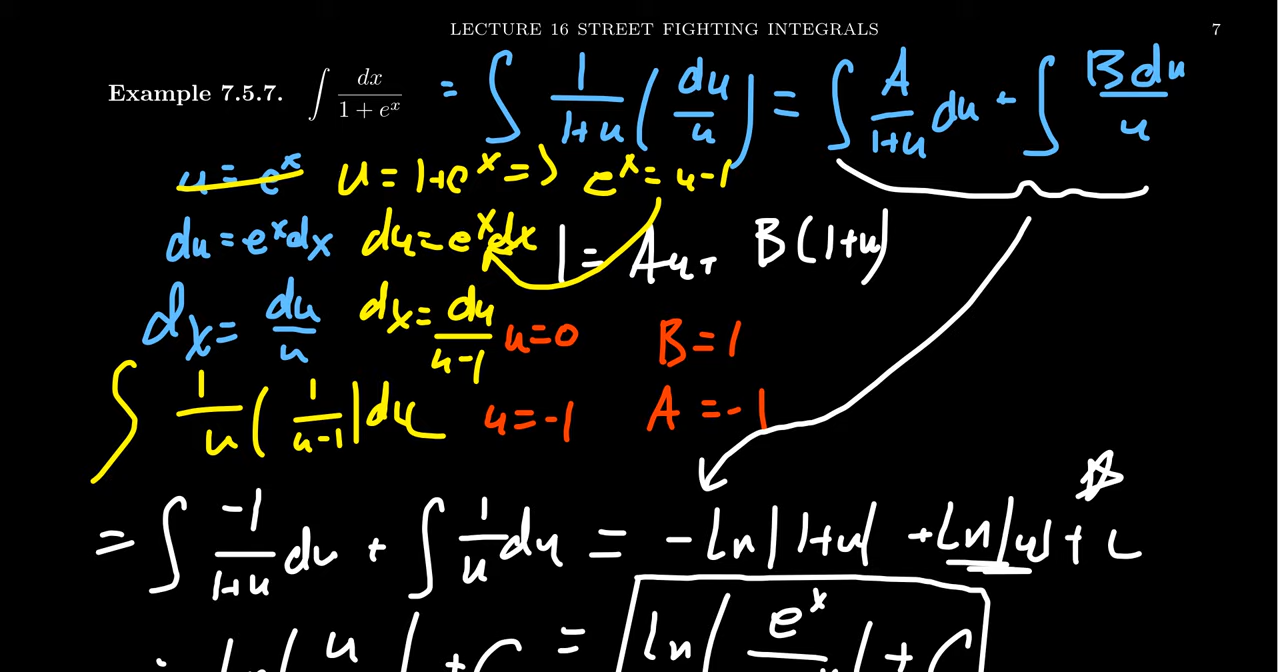 LECTURE 16 STREET FIGHTING INTEGRALS 7
Example 7.5.7. ∫ dx/(1 + e^x) = ∫ 1/(1+u) (du/u) = ∫ A/(1+u) du + ∫ B du/u
u = e^x u = 1+e^x => e^x = u-1
du = e^x dx du = e^x dx 1 = Au + B(1+u)
dx = du/u dx = du/(u-1) u=0 B = 1
∫ 1/u (1/(u-1)) du u = -1 A = -1
= ∫ -1/(1+u) du + ∫ 1/u du = -ln|1+u| + ln|u| + C
ln| u | + C = ln| e^x | + C